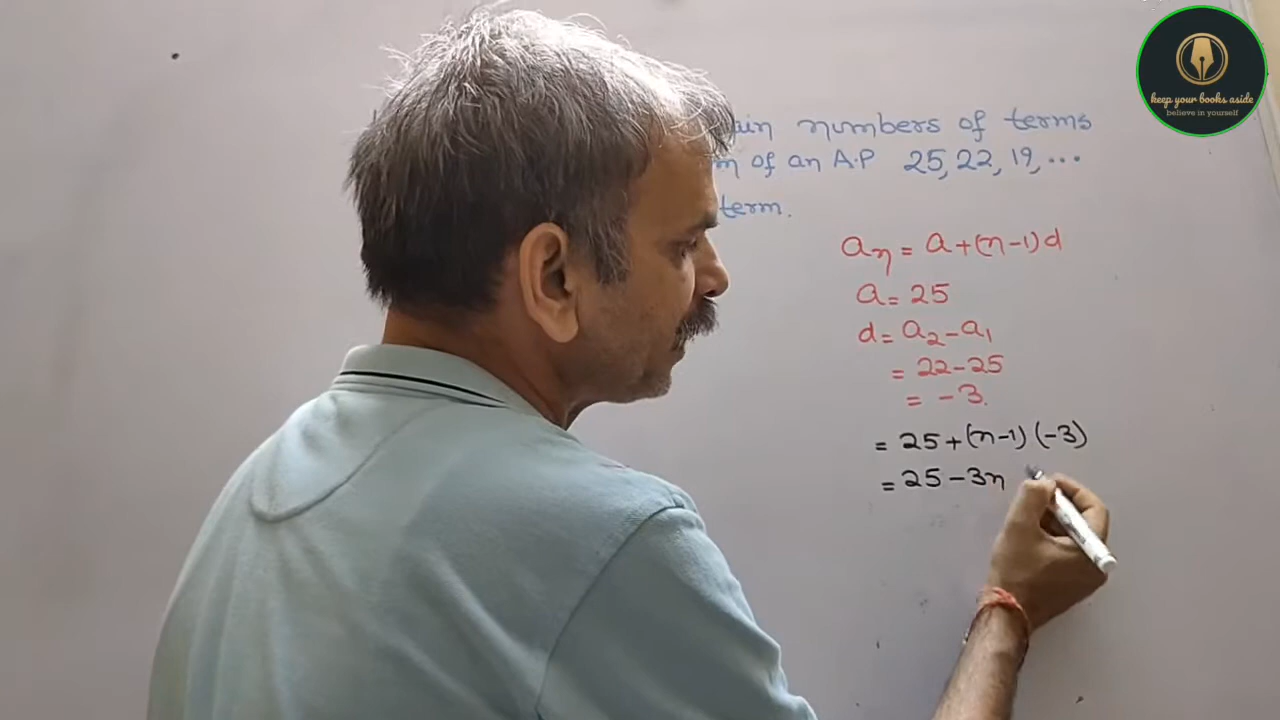 numbers of terms
of an A.P 25, 22, 19, ...
term.
aₙ = a + (n-1) d
a = 25
d = a₂ - a₁
= 22 - 25
= -3.
= 25 + (n-1) (-3)
= 25 - 3n
keep your books aside
believe in yourself